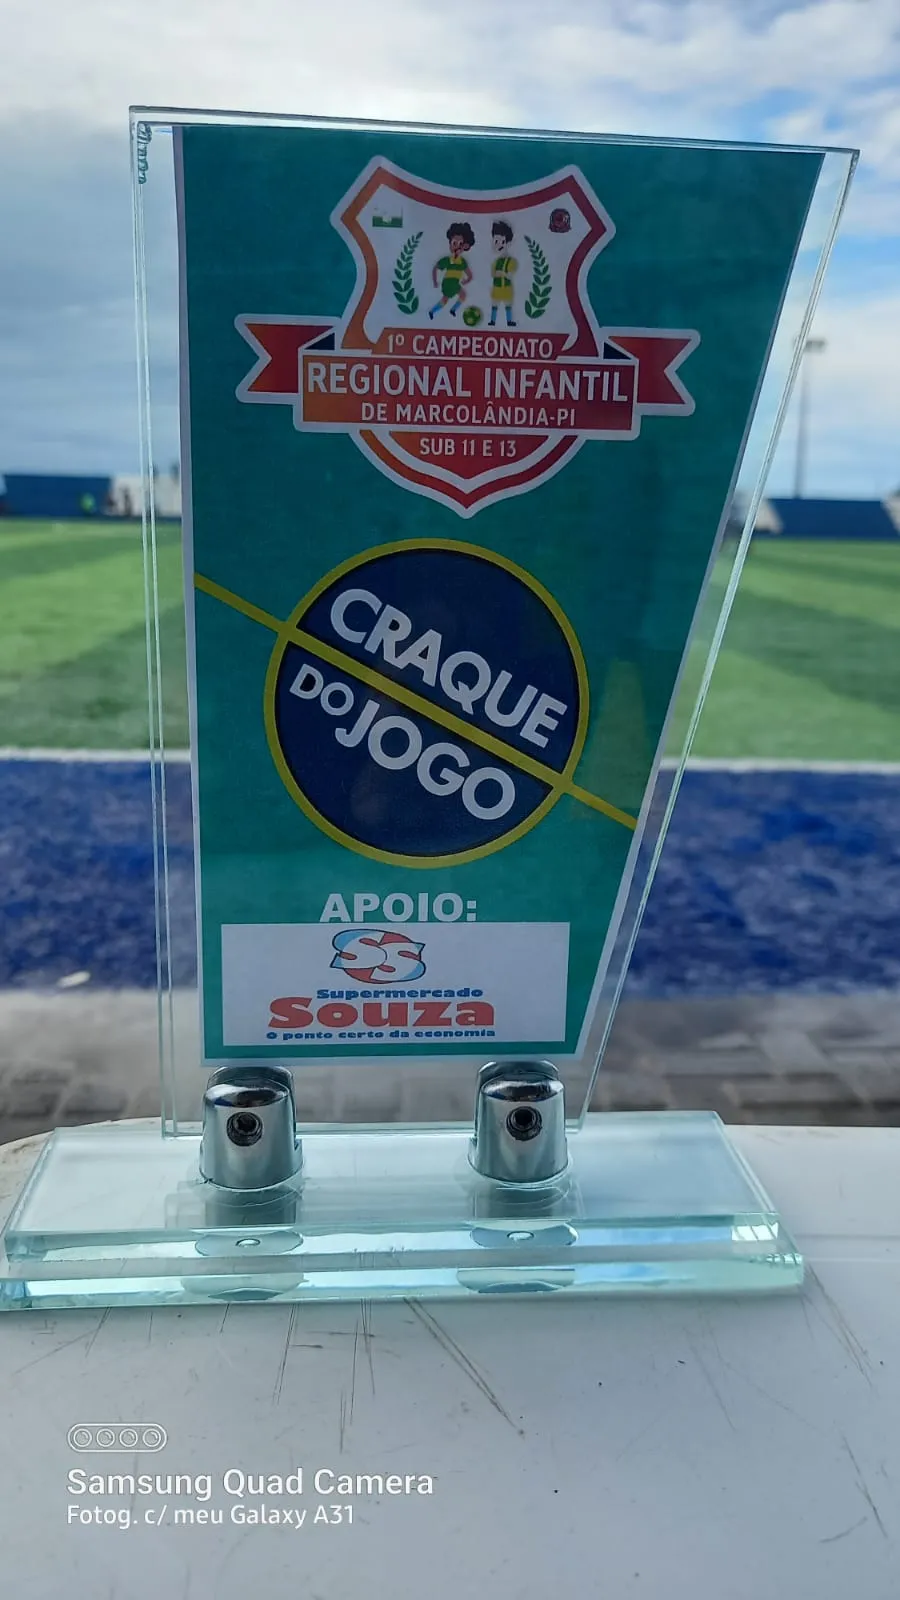 1º CAMPEONATO
REGIONAL INFANTIL
DE MARCOLÂNDIA-PI
SUB 11 E 13
CRAQUE
DO JOGO
APOIO:
SS
Supermercado
Souza
O ponto certo da economia
Samsung Quad Camera
Fotog. c/ meu Galaxy A31